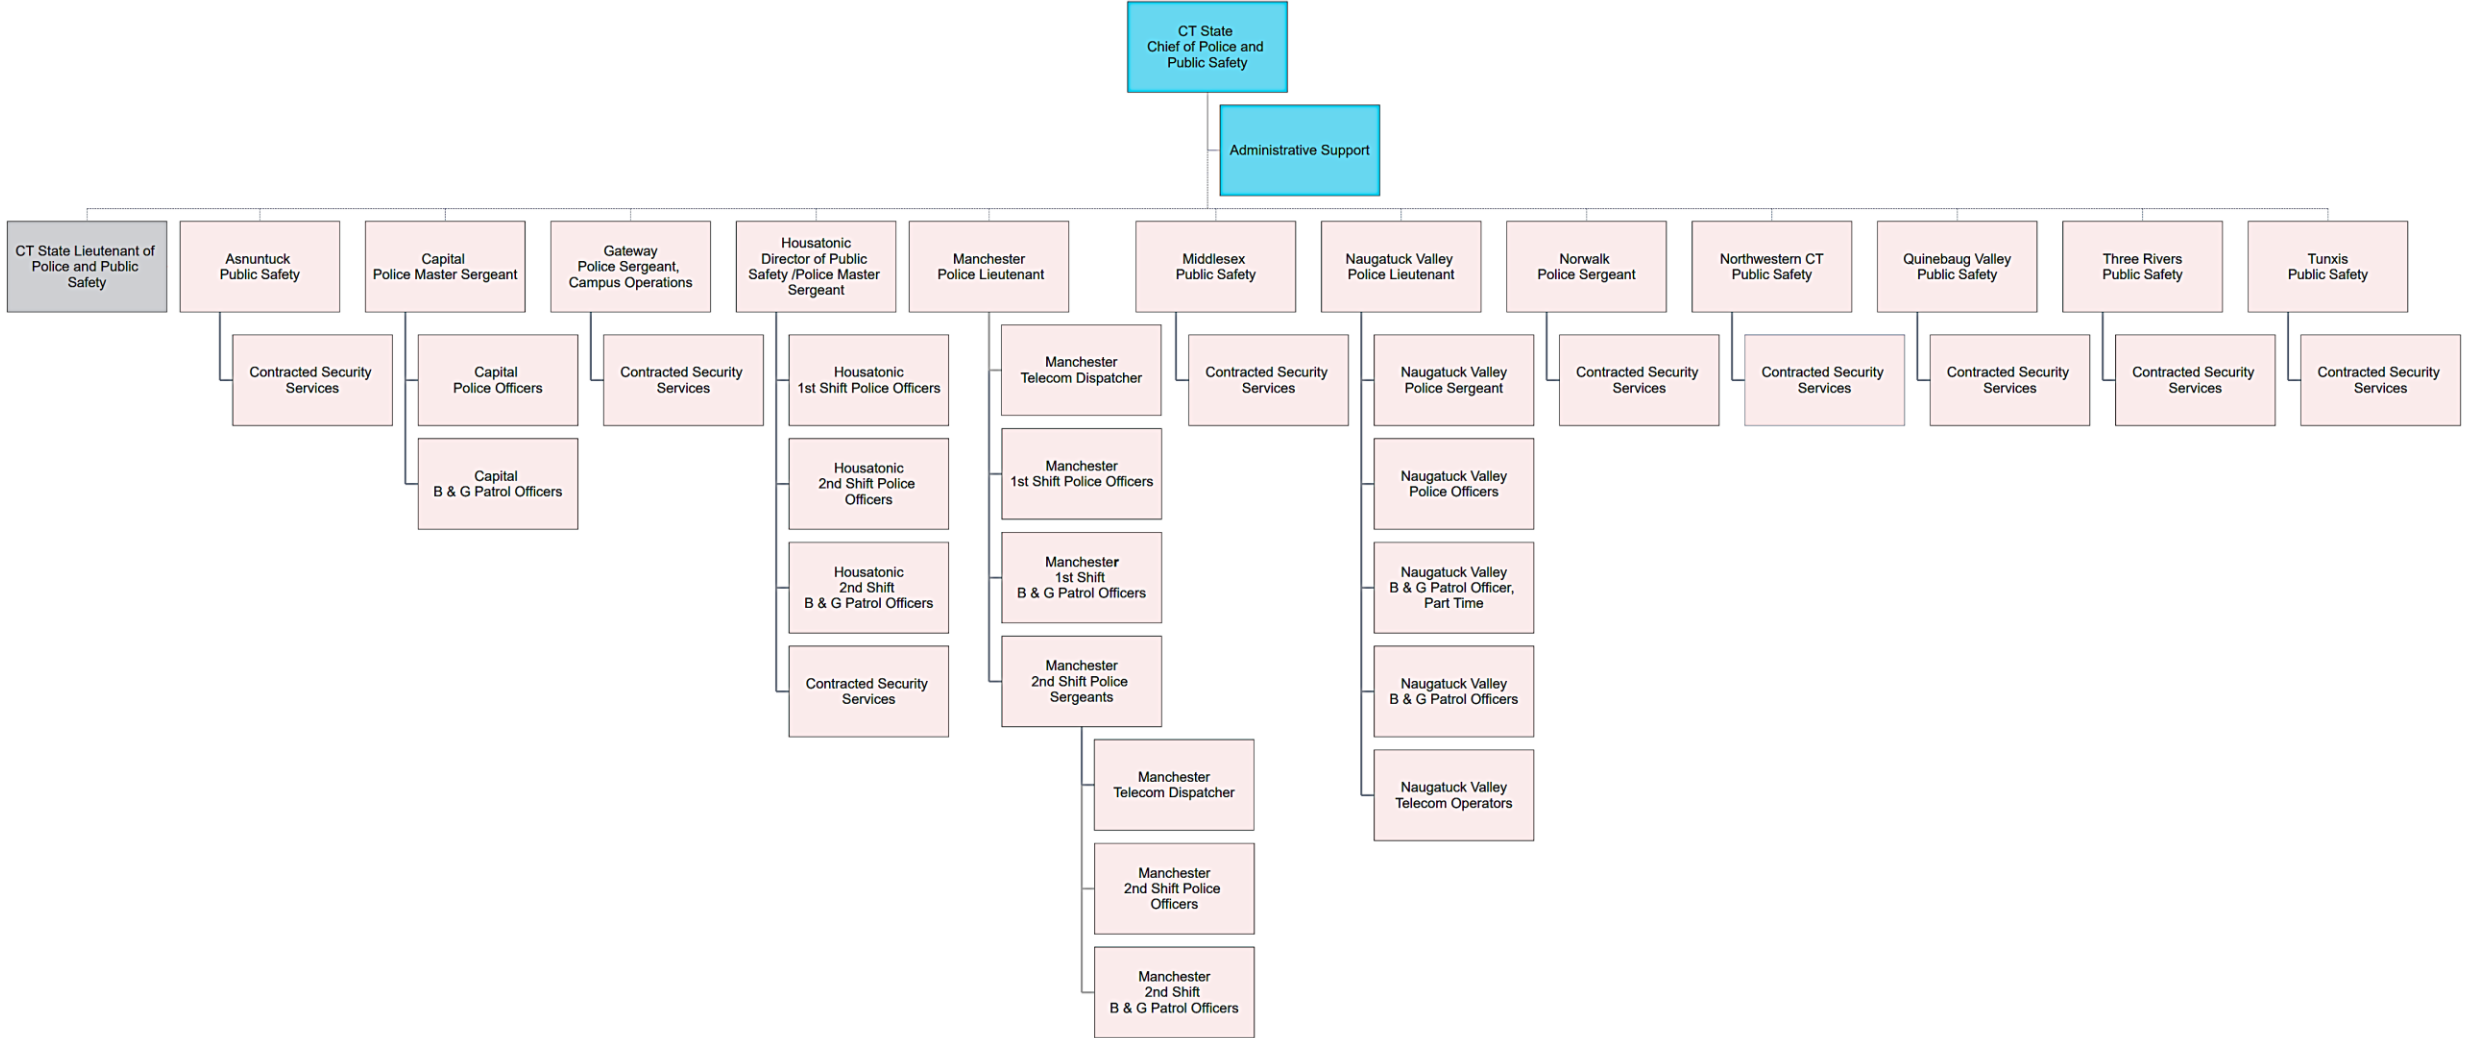 CT State
Chief of Police and
Public Safety
Administrative Support
CT State Lieutenant of
Police and Public
Safety
Asnuntuck
Public Safety
Capital
Police Master Sergeant
Gateway
Police Sergeant,
Campus Operations
Housatonic
Director of Public
Safety /Police Master
Sergeant
Manchester
Police Lieutenant
Middlesex
Public Safety
Naugatuck Valley
Police Lieutenant
Norwalk
Police Sergeant
Northwestern CT
Public Safety
Quinebaug Valley
Public Safety
Three Rivers
Public Safety
Tunxis
Public Safety
Contracted Security
Services
Capital
Police Officers
Capital
B & G Patrol Officers
Contracted Security
Services
Housatonic
1st Shift Police Officers
Housatonic
2nd Shift Police
Officers
Housatonic
2nd Shift
B & G Patrol Officers
Contracted Security
Services
Manchester
Telecom Dispatcher
Manchester
1st Shift Police Officers
Manchester
1st Shift
B & G Patrol Officers
Manchester
2nd Shift Police
Sergeants
Manchester
Telecom Dispatcher
Manchester
2nd Shift Police
Officers
Manchester
2nd Shift
B & G Patrol Officers
Contracted Security
Services
Naugatuck Valley
Police Sergeant
Naugatuck Valley
Police Officers
Naugatuck Valley
B & G Patrol Officer,
Part Time
Naugatuck Valley
B & G Patrol Officers
Naugatuck Valley
Telecom Operators
Contracted Security
Services
Contracted Security
Services
Contracted Security
Services
Contracted Security
Services
Contracted Security
Services